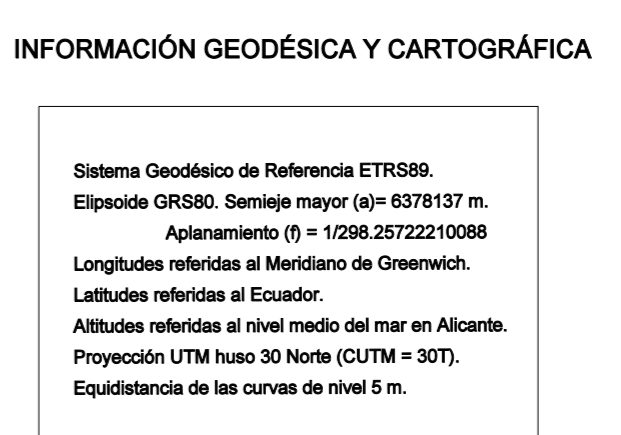 INFORMACIÓN GEODÉSICA Y CARTOGRÁFICA
Sistema Geodésico de Referencia ETRS89.
Elipsoide GRS80. Semieje mayor (a)= 6378137 m.
Aplanamiento (f) = 1/298.25722210088
Longitudes referidas al Meridiano de Greenwich.
Latitudes referidas al Ecuador.
Altitudes referidas al nivel medio del mar en Alicante.
Proyección UTM huso 30 Norte (CUTM = 30T).
Equidistancia de las curvas de nivel 5 m.